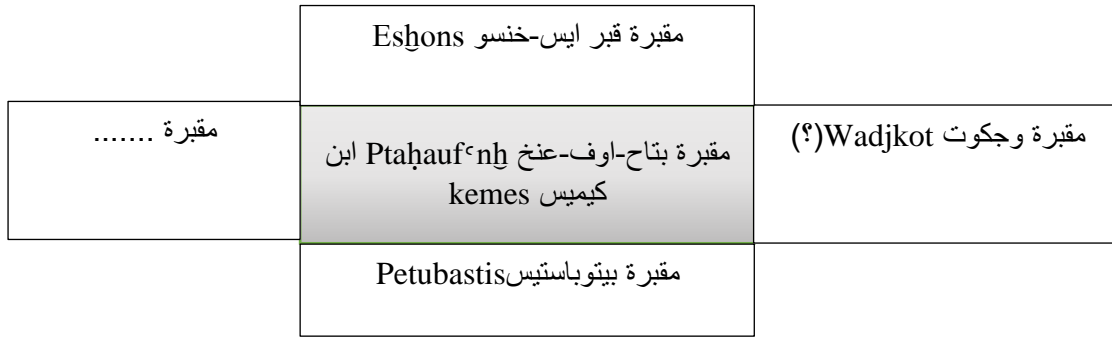 مقبرة قبر ايس-خنسو Esẖons
مقبرة وجكوت Wadjkot(؟)
مقبرة بتاح-اوف-عنخ Ptaḥaufꜥnẖ ابن
كيميس kemes
مقبرة .......
مقبرة بيتوباستيسPetubastis